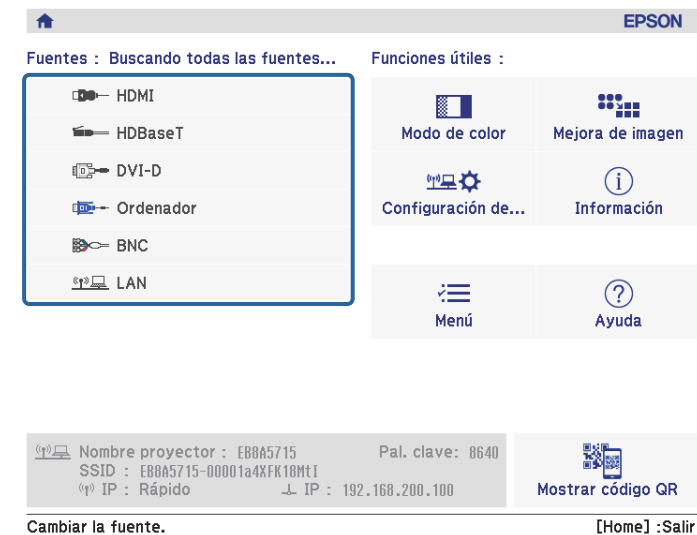 EPSON
Fuentes : Buscando todas las fuentes...
Funciones útiles :
HDMI
HDBaseT
DVI-D
Ordenador
BNC
LAN
Modo de color
Mejora de imagen
Configuración de...
Información
Menú
Ayuda
Nombre proyector : EB8A5715 Pal. clave: 8640
SSID : EB8A5715-00001a4XFK18MtI
IP : Rápido IP : 192.168.200.100
Mostrar código QR
Cambiar la fuente. [Home] :Salir